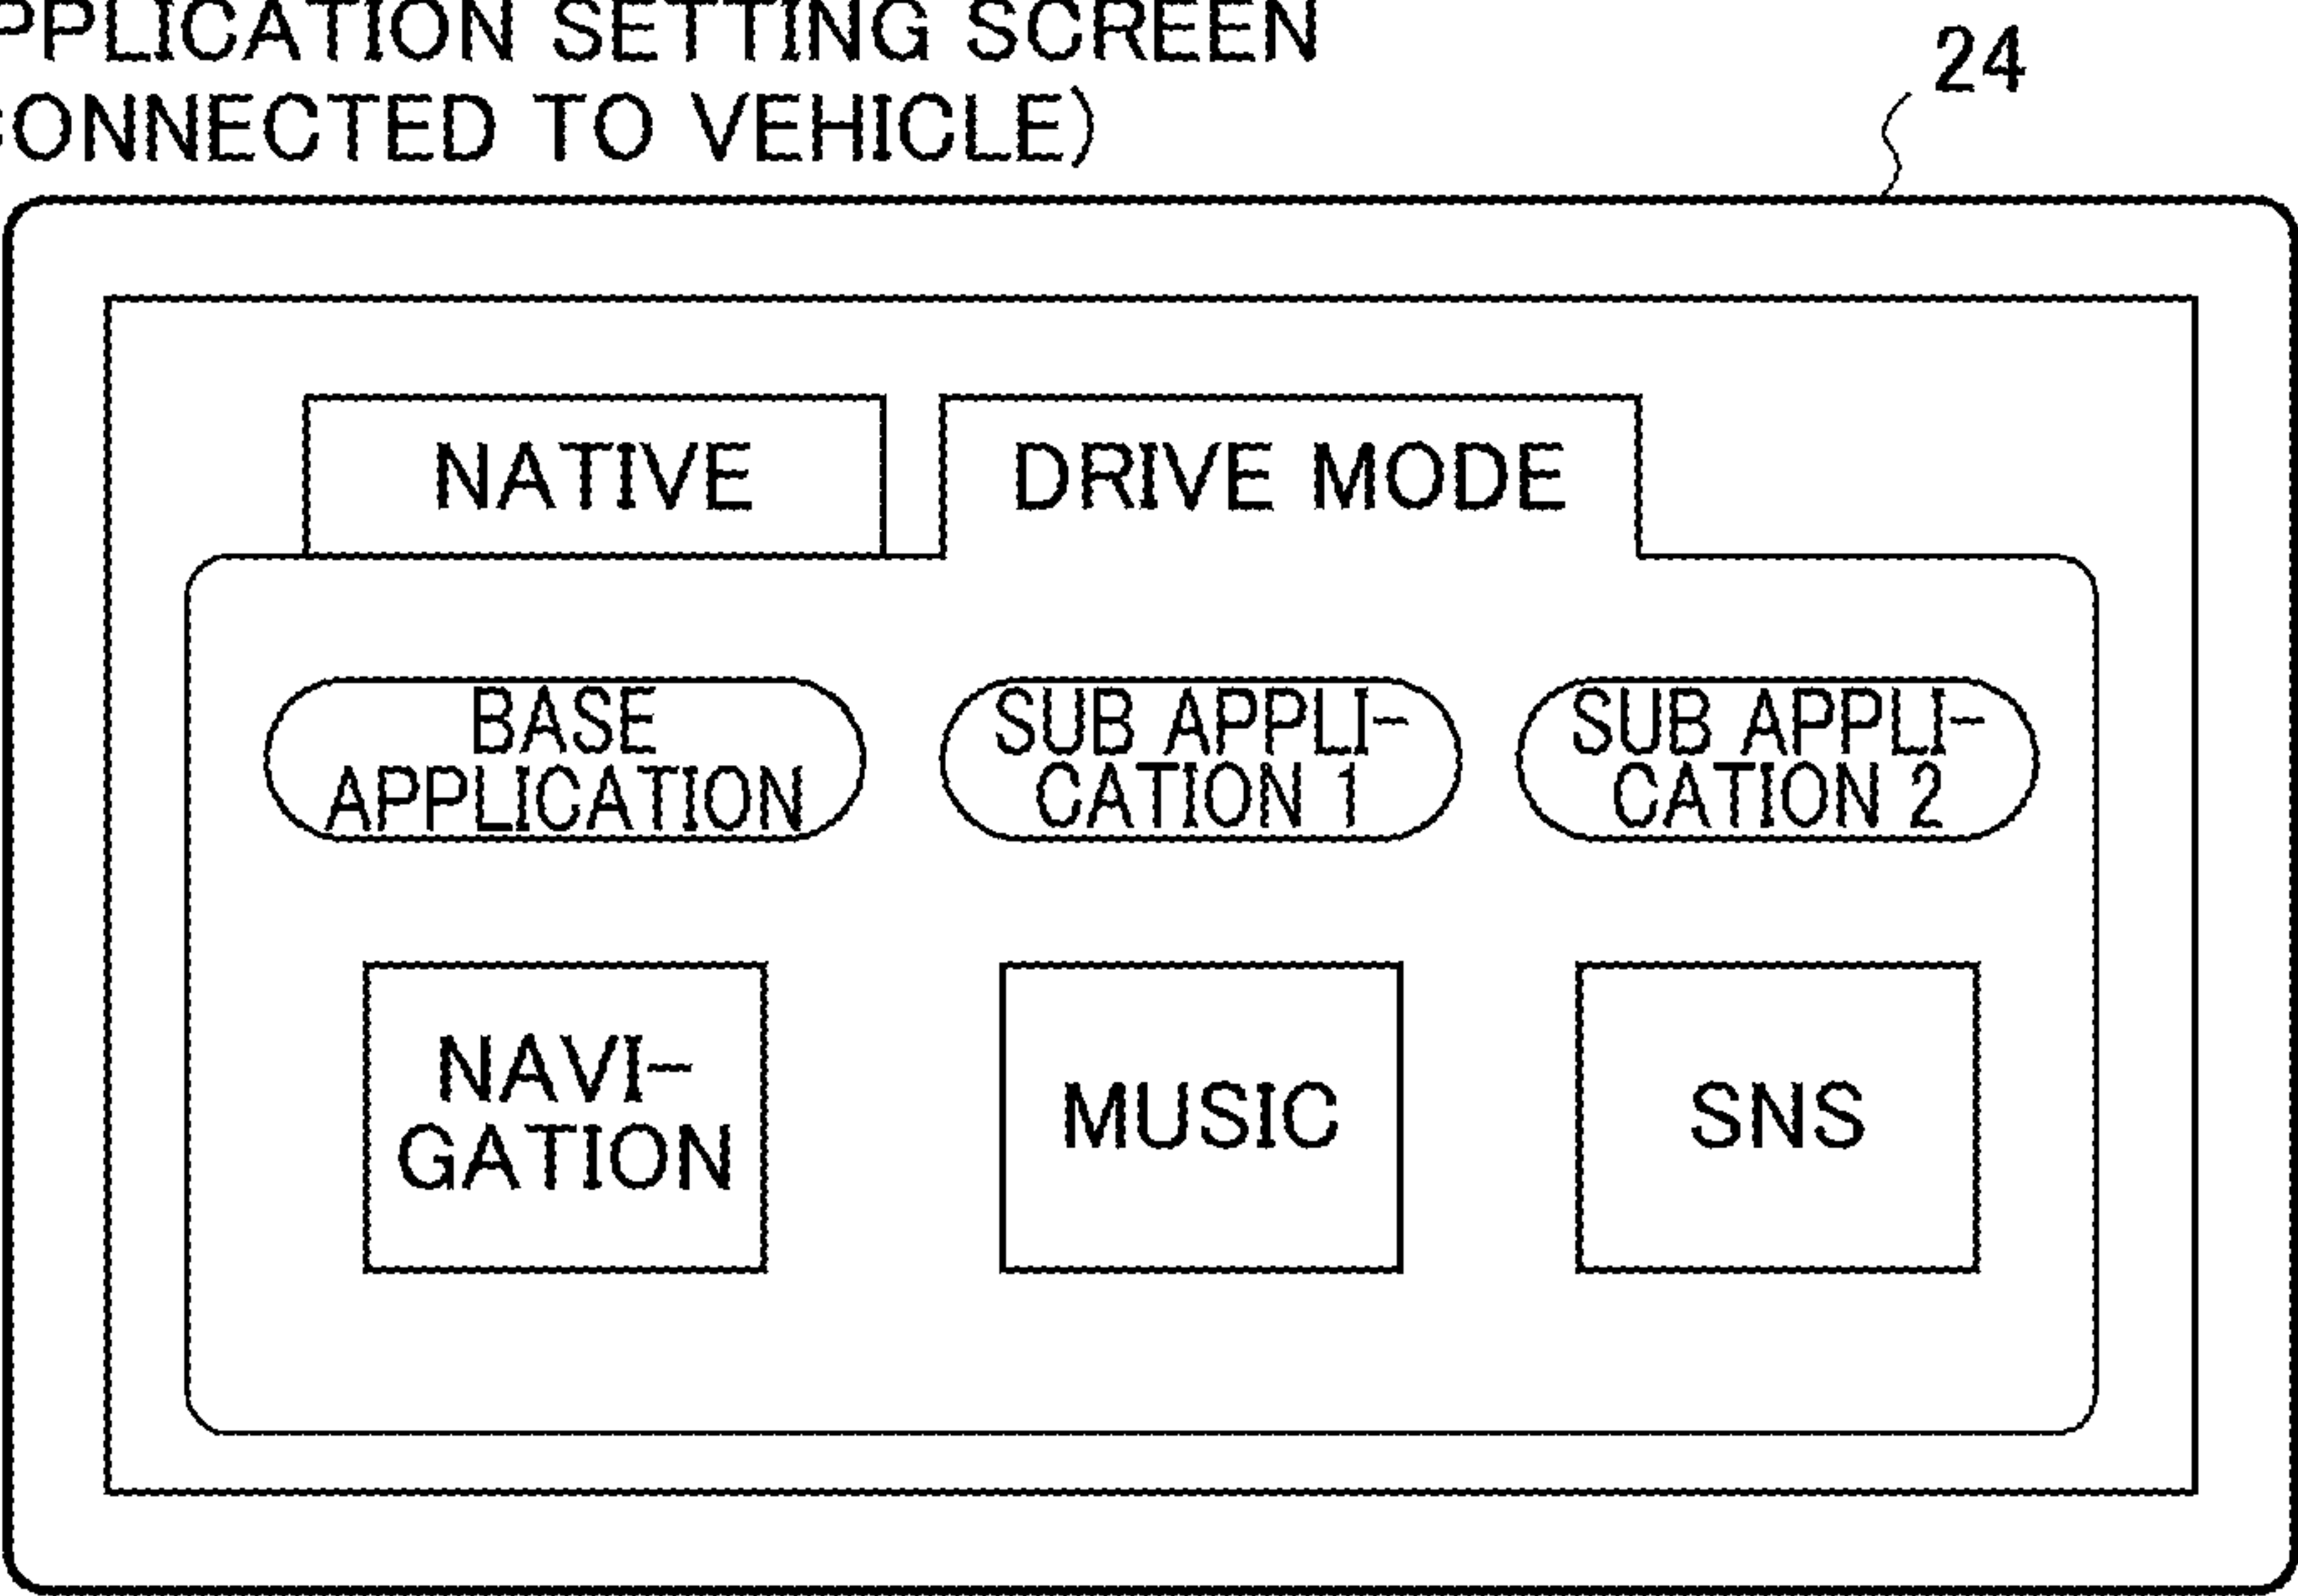 PPLICATION SETTING SCREEN
ONNECTED TO VEHICLE)
24
NATIVE
DRIVE MODE
BASE
APPLICATION
SUB APPLI-
CATION 1
SUB APPLI-
CATION 2
NAVI-
GATION
MUSIC
SNS